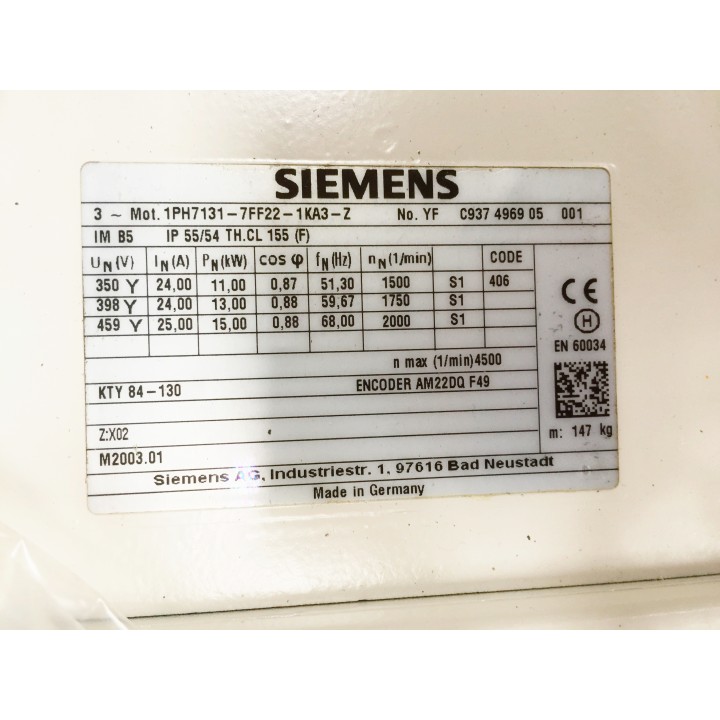 SIEMENS
3 ~ Mot. 1PH7131-7FF22-1KA3-Z No. YF C937 4969 05 001
IM B5 IP 55/54 TH.CL 155 (F)
UN (V) IN (A) PN (kW) cos φ fN (Hz) nN (1/min) CODE
350 Y 24,00 11,00 0,87 51,30 1500 S1 406
398 Y 24,00 13,00 0,88 59,67 1750 S1
459 Y 25,00 15,00 0,88 68,00 2000 S1
CE
H
EN 60034
n max (1/min)4500
KTY 84-130 ENCODER AM22DQ F49
Z:X02
m: 147 kg
M2003.01
Siemens AG, Industriestr. 1, 97616 Bad Neustadt
Made in Germany